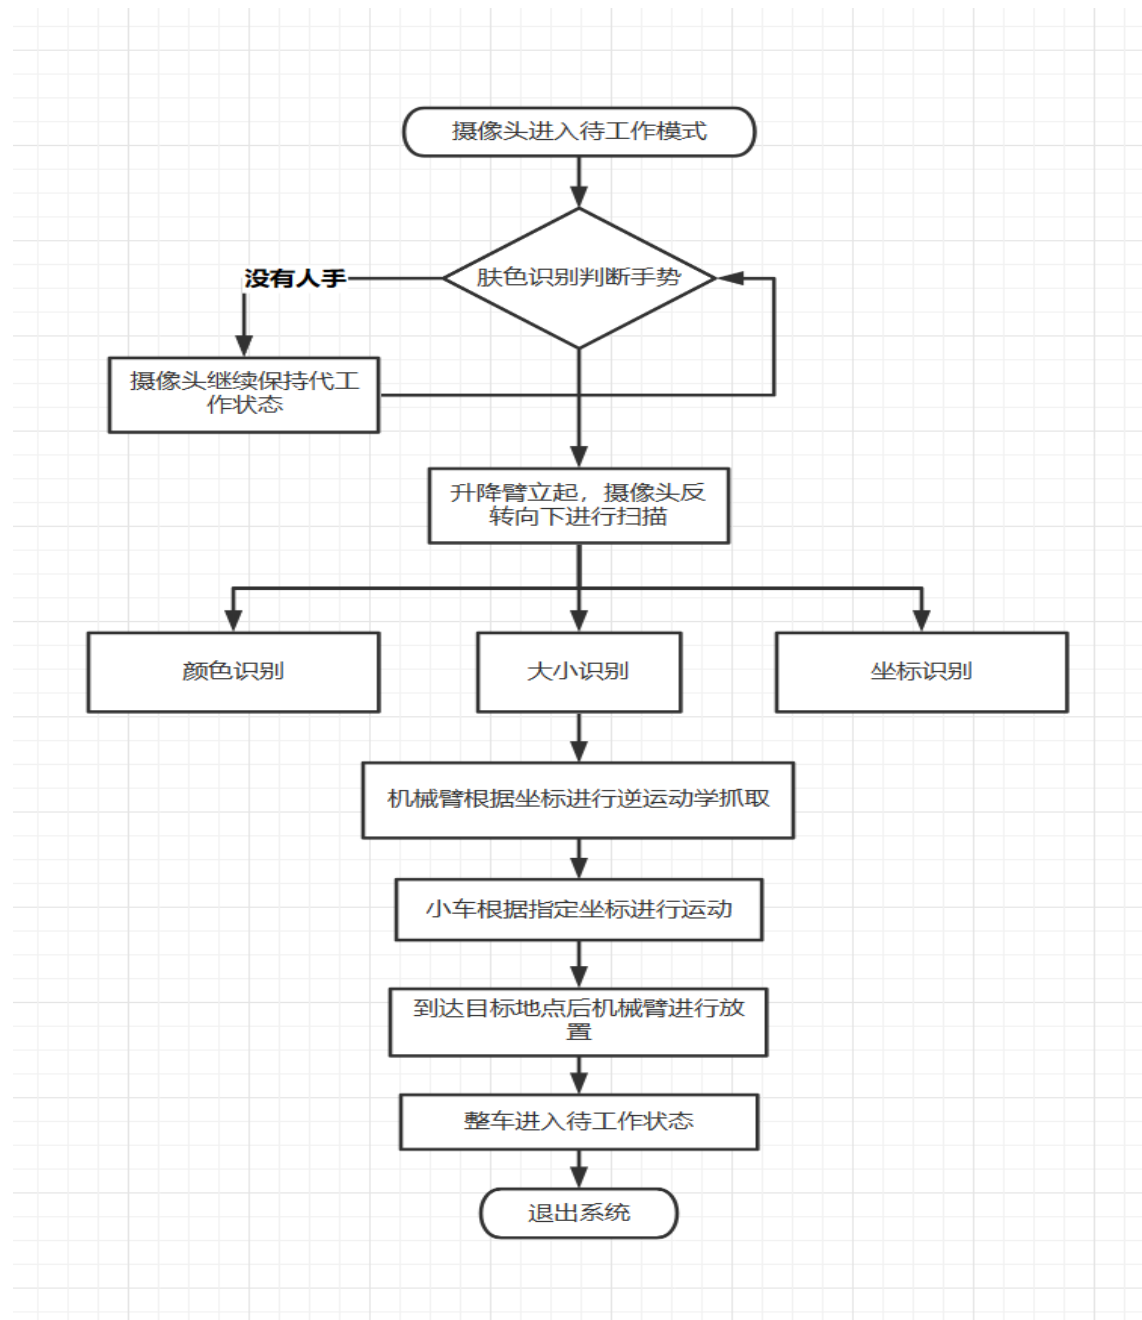 摄像头进入待工作模式
肤色识别判断手势
没有人手
摄像头继续保持代工
作状态
升降臂立起，摄像头反
转向下进行扫描
颜色识别
大小识别
坐标识别
机械臂根据坐标进行逆运动学抓取
小车根据指定坐标进行运动
到达目标地点后机械臂进行放
置
整车进入待工作状态
退出系统